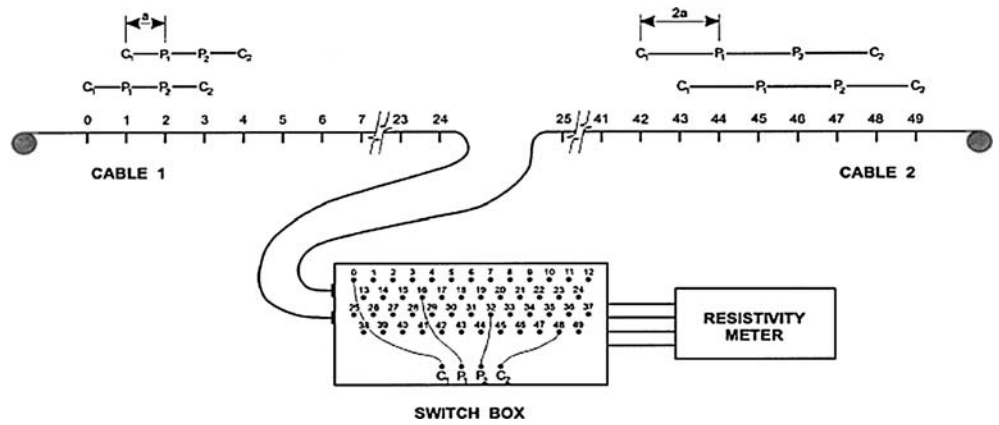 a 2a
C1 P1 P2 C2 C1 P1 P2 C2
C1 P1 P2 C2 C1 P1 P2 C2
0 1 2 3 4 5 6 7 23 24 25 41 42 43 44 45 46 47 48 49
CABLE 1 CABLE 2
0 1 2 3 4 5 6 7 8 9 10 11 12
13 14 15 16 17 18 19 20 21 22 23 24
25 26 27 28 29 30 31 32 33 34 35 36 37
38 39 40 41 42 43 44 45 46 47 48 49
C1 P1 P2 C2
RESISTIVITY
METER
SWITCH BOX